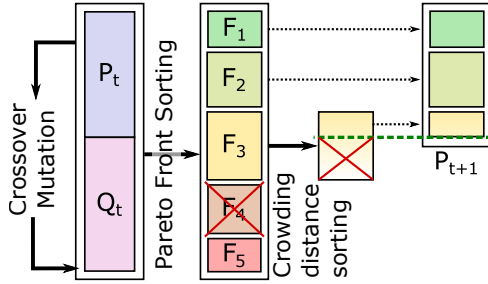 Crossover
Mutation
P_t
Q_t
Pareto Front Sorting
F_1
F_2
F_3
F_4
F_5
Crowding
distance
sorting
P_{t+1}